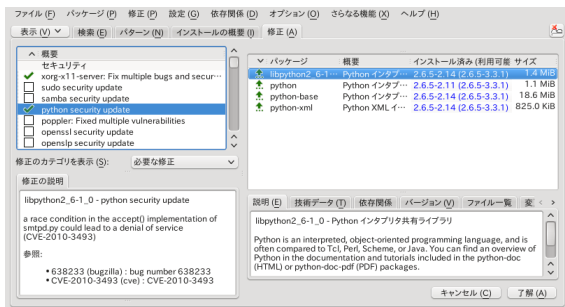 ファイル (F) パッケージ (P) 修正 (P) 設定 (G) 依存関係 (D) オプション (O) さらなる機能 (X) ヘルプ (H)
表示 (V) 検索 (E) パターン (N) インストールの概要 (I) 修正 (A)
概要
セキュリティ
xorg-x11-server: Fix multiple bugs and secur…
sudo security update
samba security update
python security update
poppler: Fixed multiple vulnerabilities
openssl security update
openslp security update
修正のカテゴリを表示 (S): 必要な修正
修正の説明
libpython2_6-1_0 - python security update
a race condition in the accept() implementation of
smtpd.py could lead to a denial of service
(CVE-2010-3493)
参照:
• 638233 (bugzilla) : bug number 638233
• CVE-2010-3493 (cve) : CVE-2010-3493
パッケージ 概要 インストール済み (利用可能 サイズ
libpython2_6-1… Python インタプ… 2.6.5-2.14 (2.6.5-3.3.1) 1.4 MiB
python Python インタプ… 2.6.5-2.11 (2.6.5-3.3.1) 1.1 MiB
python-base Python インタプ… 2.6.5-2.14 (2.6.5-3.3.1) 18.6 MiB
python-xml Python XML イ… 2.6.5-2.14 (2.6.5-3.3.1) 825.0 KiB
説明 (E) 技術データ (T) 依存関係 バージョン (V) ファイル一覧 変
libpython2_6-1_0 - Python インタプリタ共有ライブラリ
Python is an interpreted, object-oriented programming language, and is
often compared to Tcl, Perl, Scheme, or Java. You can find an overview of
Python in the documentation and tutorials included in the python-doc
(HTML) or python-doc-pdf (PDF) packages.
キャンセル (C) 了解 (A)